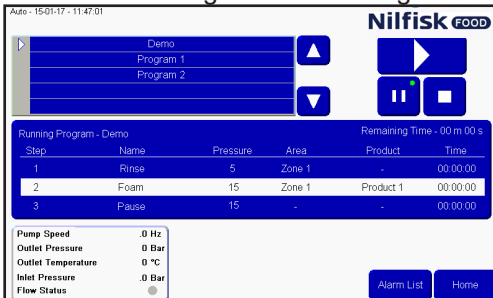 Auto - 15-01-17 - 11:47:01
Nilfisk FOOD
Demo
Program 1
Program 2
Running Program - Demo Remaining Time - 00 m 00 s
Step Name Pressure Area Product Time
1 Rinse 5 Zone 1 - 00:00:00
2 Foam 15 Zone 1 Product 1 00:00:00
3 Pause 15 - - 00:00:00
Pump Speed .0 Hz
Outlet Pressure 0 Bar
Outlet Temperature 0 °C
Inlet Pressure .0 Bar
Flow Status
Alarm List Home